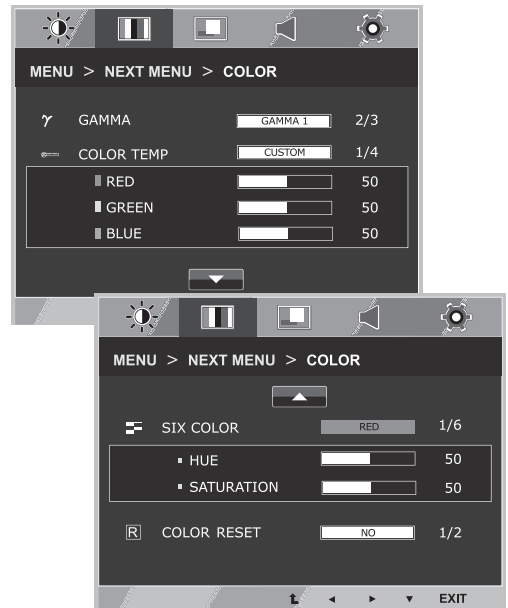 MENU > NEXT MENU > COLOR
γ GAMMA GAMMA 1 2/3
COLOR TEMP CUSTOM 1/4
RED 50
GREEN 50
BLUE 50
MENU > NEXT MENU > COLOR
SIX COLOR RED 1/6
HUE 50
SATURATION 50
R COLOR RESET NO 1/2
EXIT